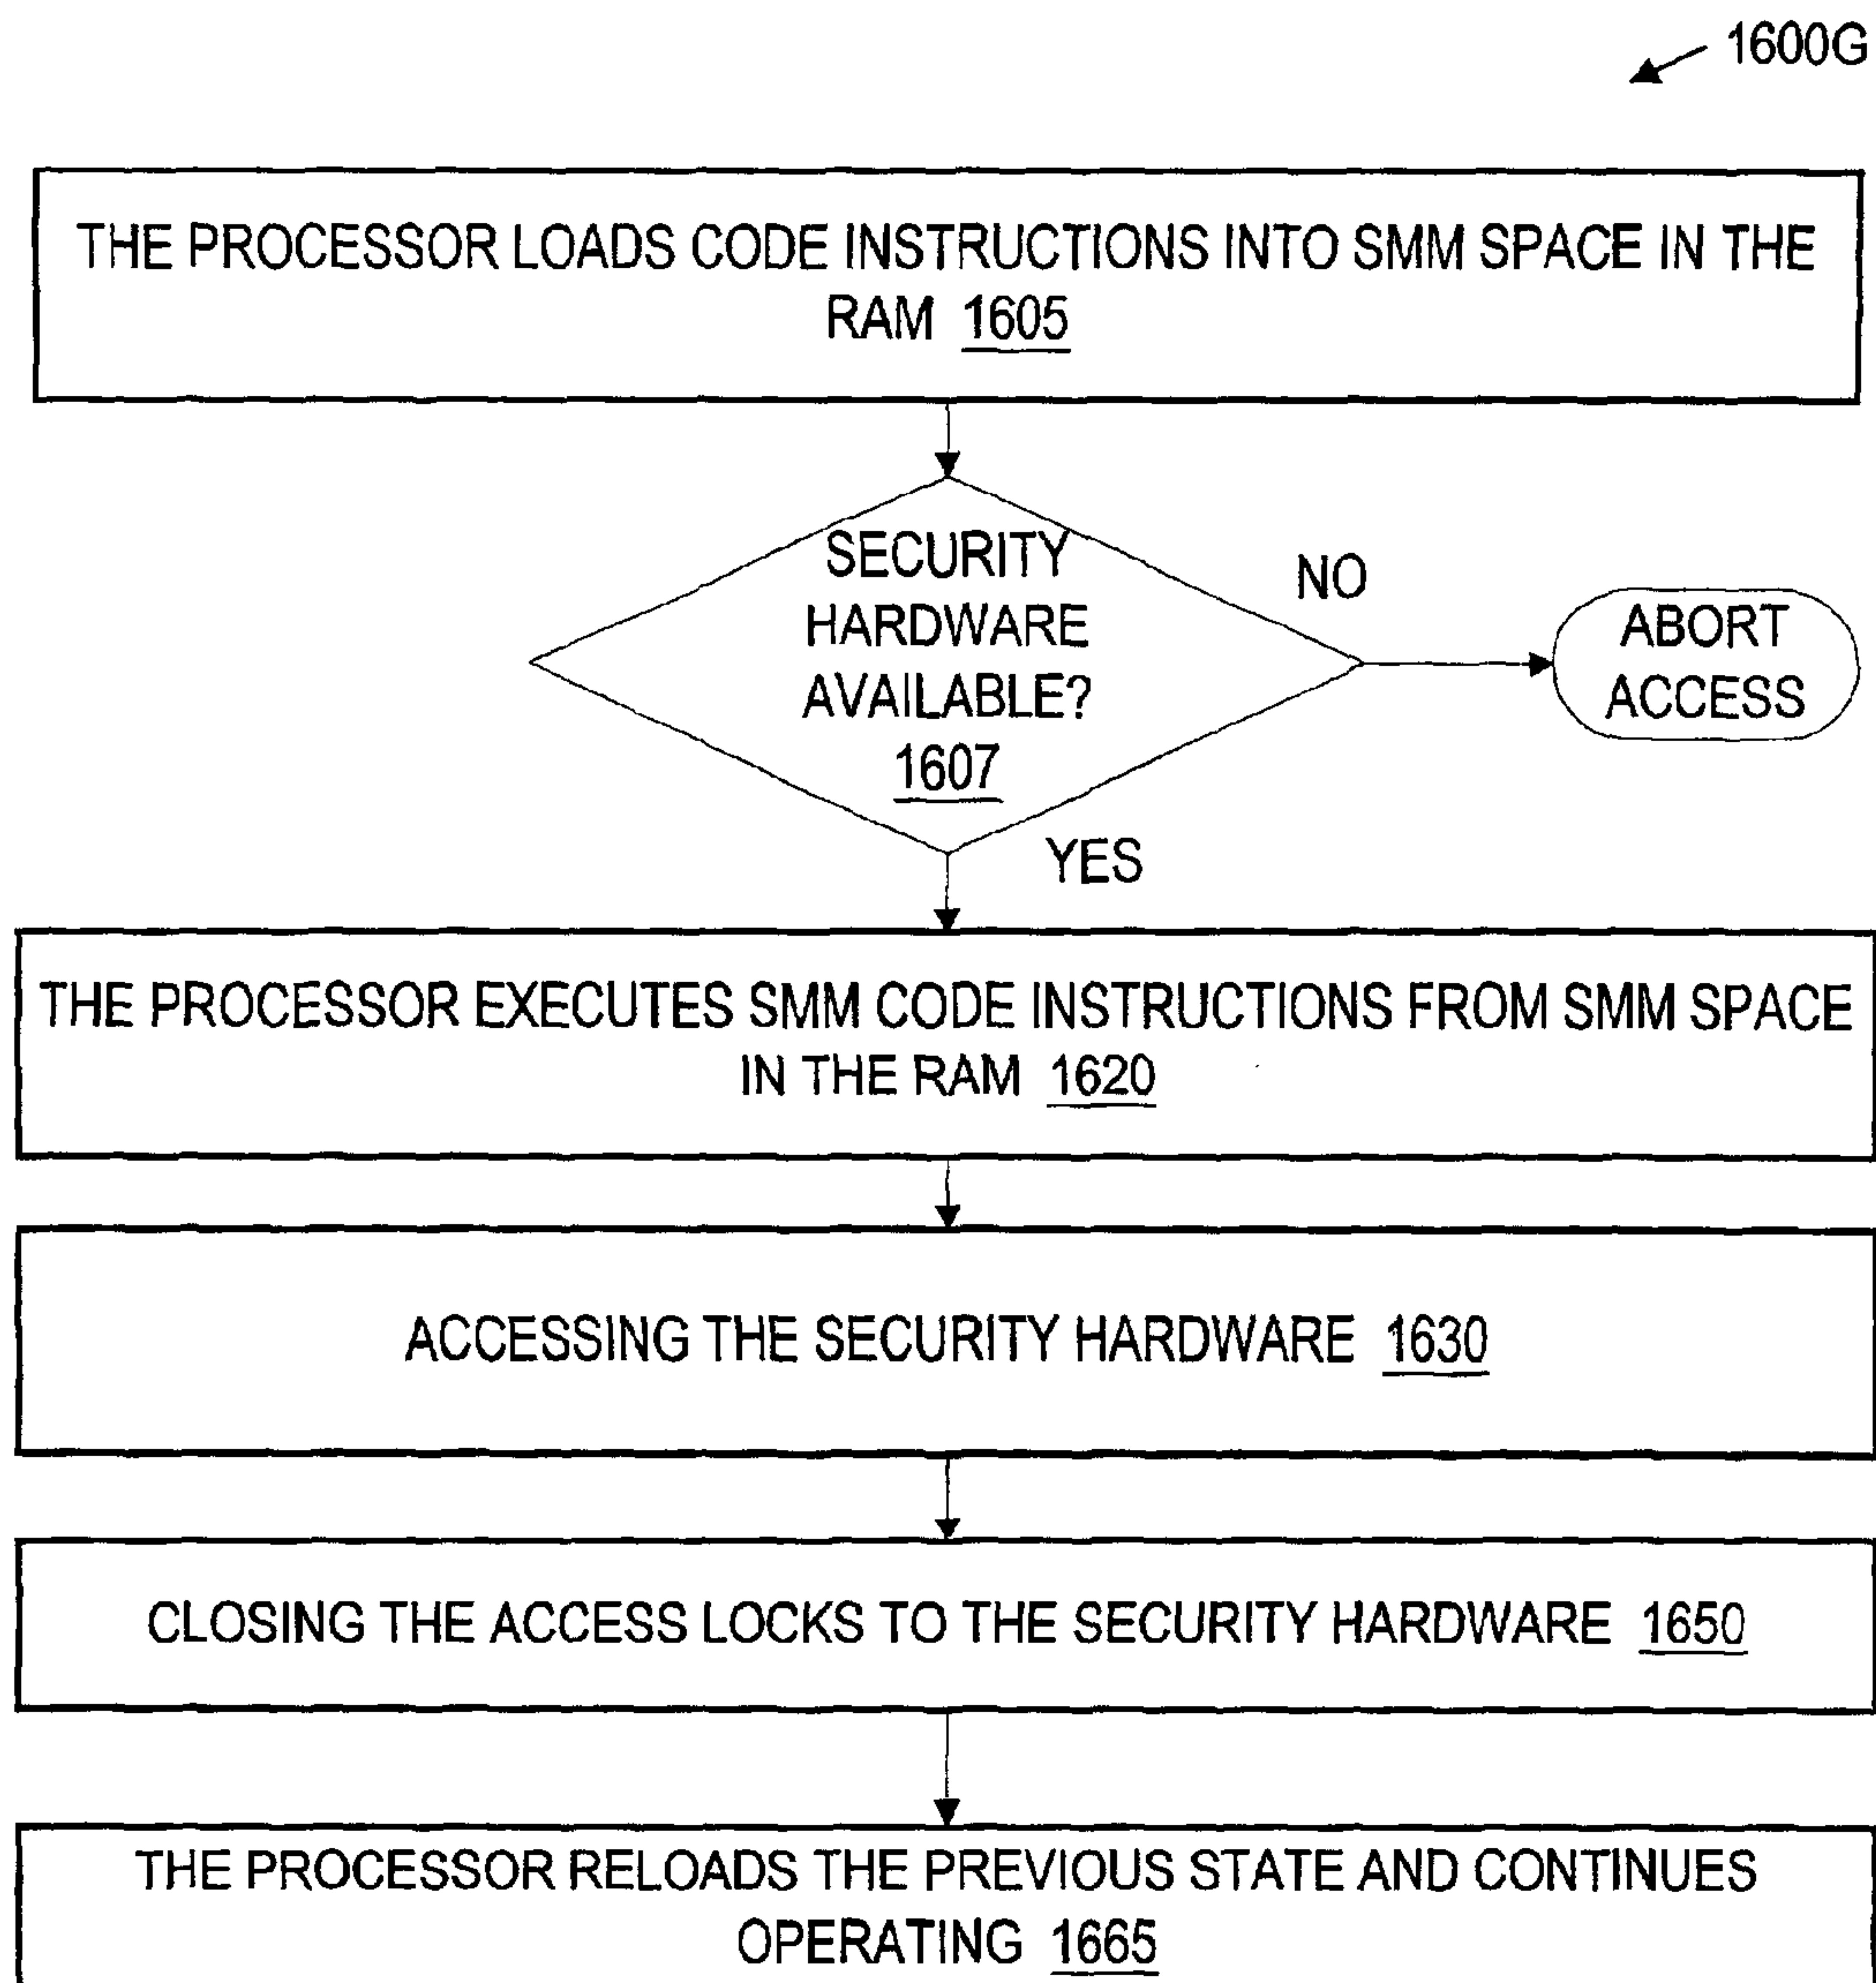 1600G
THE PROCESSOR LOADS CODE INSTRUCTIONS INTO SMM SPACE IN THE
RAM 1605
SECURITY
HARDWARE
AVAILABLE?
1607
NO
ABORT
ACCESS
YES
THE PROCESSOR EXECUTES SMM CODE INSTRUCTIONS FROM SMM SPACE
IN THE RAM 1620
ACCESSING THE SECURITY HARDWARE 1630
CLOSING THE ACCESS LOCKS TO THE SECURITY HARDWARE 1650
THE PROCESSOR RELOADS THE PREVIOUS STATE AND CONTINUES
OPERATING 1665